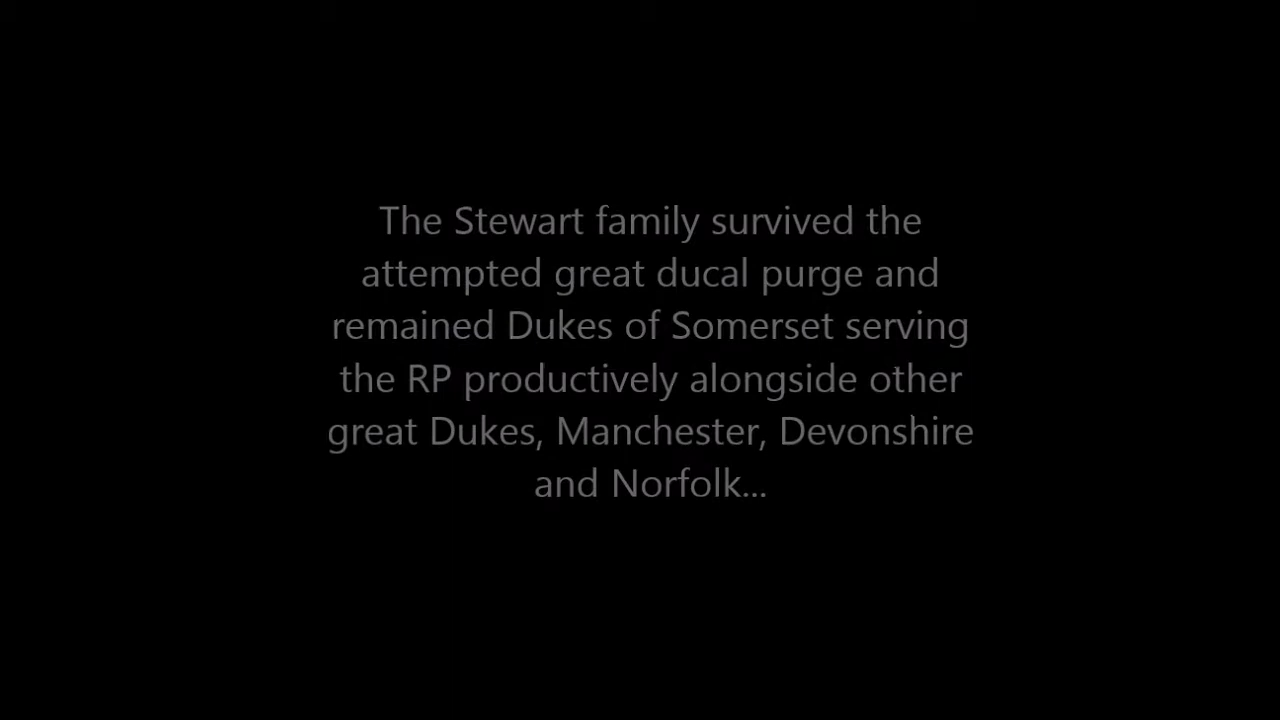 The Stewart family survived the
attempted great ducal purge and
remained Dukes of Somerset serving
the RP productively alongside other
great Dukes, Manchester, Devonshire
and Norfolk...